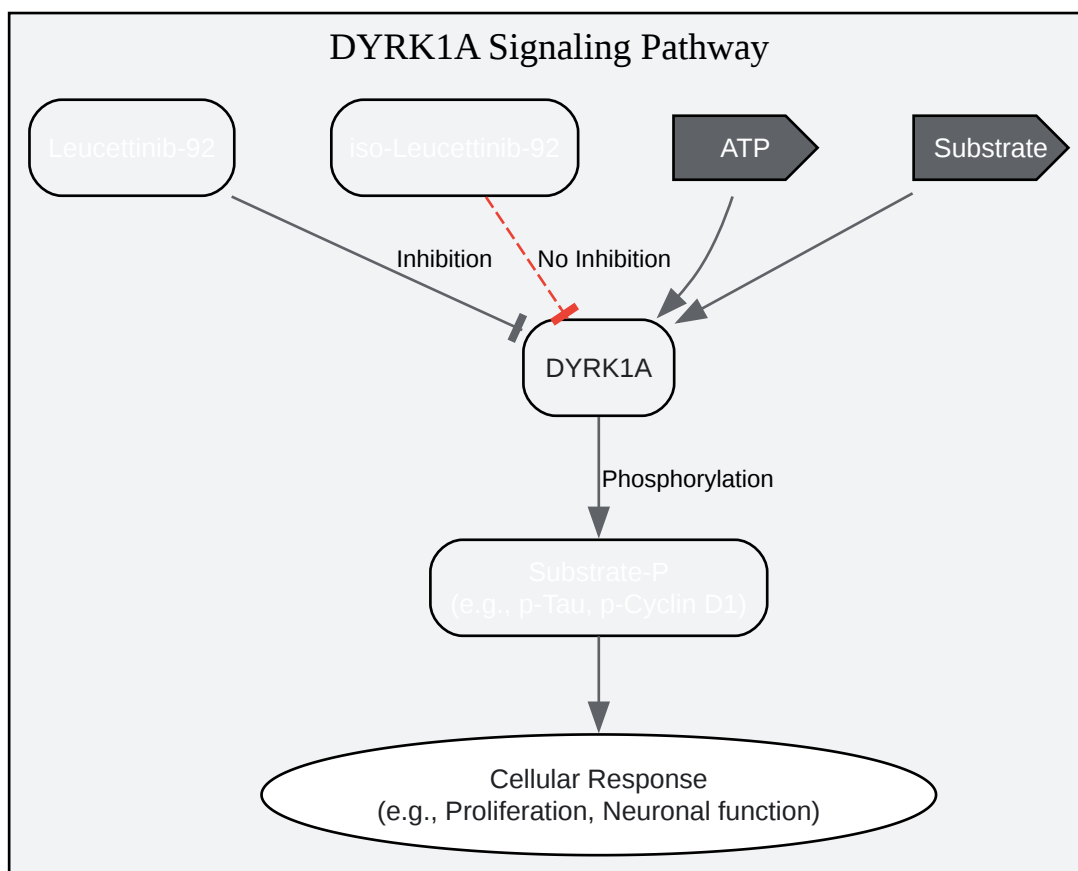 DYRK1A Signaling Pathway
Leucettinib-92
iso-Leucettinib-92
ATP
Substrate
Inhibition
No Inhibition
DYRK1A
Phosphorylation
Substrate-P
(e.g., p-Tau, p-Cyclin D1)
Cellular Response
(e.g., Proliferation, Neuronal function)